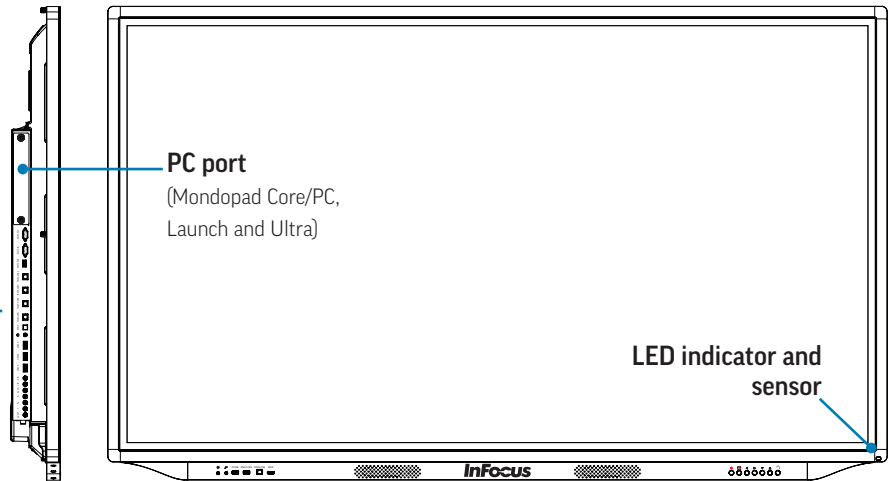 PC port
(Mondopad Core/PC,
Launch and Ultra)
LED indicator and
sensor
InFocus